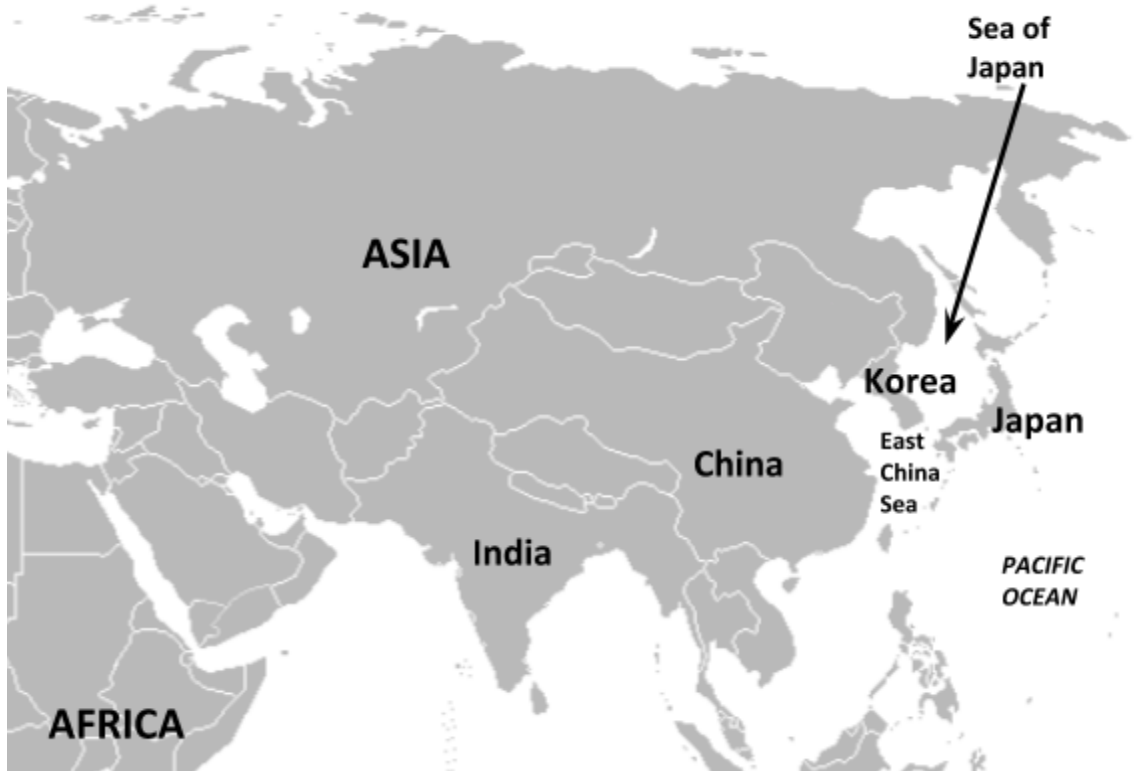 Sea of
Japan
ASIA
Korea
Japan
East
China
Sea
China
India
PACIFIC
OCEAN
AFRICA